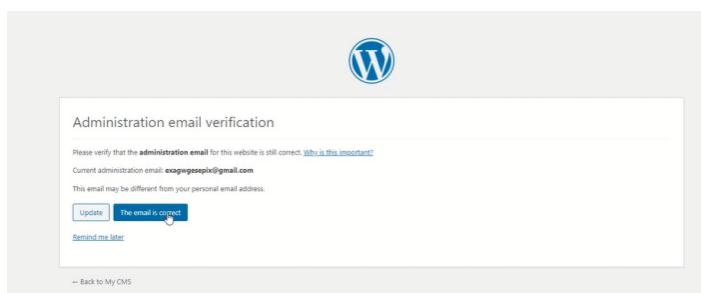 Administration email verification
Please verify that the administration email for this website is still correct. Why is this important?
Current administration email: exagwgesepix@gmail.com
This email may be different from your personal email address.
Update The email is correct
Remind me later
← Back to My CMS